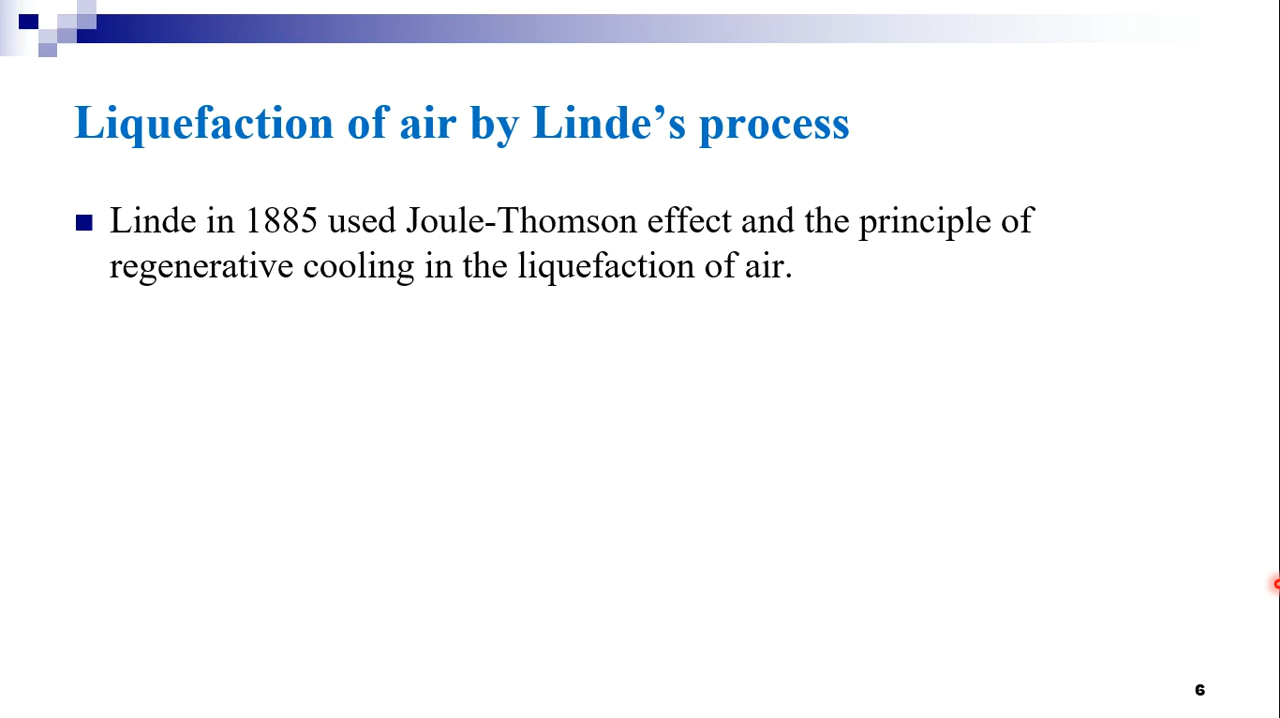 Liquefaction of air by Linde’s process
Linde in 1885 used Joule-Thomson effect and the principle of
regenerative cooling in the liquefaction of air.
6